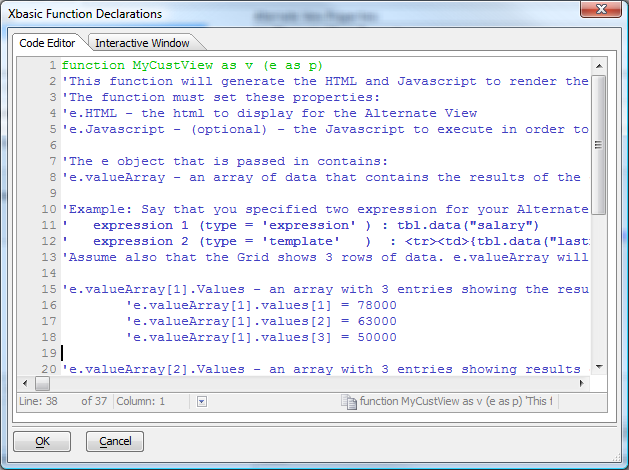 Xbasic Function Declarations
Code Editor Interactive Window
1 function MyCustView as v (e as p)
2 'This function will generate the HTML and Javascript to render the
3 'The function must set these properties:
4 'e.HTML - the html to display for the Alternate View
5 'e.Javascript - (optional) - the Javascript to execute in order to
6
7 'The e object that is passed in contains:
8 'e.valueArray - an array of data that contains the results of the
9
10 'Example: Say that you specified two expression for your Alternate
11 '   expression 1 (type = 'expression' ) : tbl.data("salary")
12 '   expression 2 (type = 'template'   )  : <tr><td>{tbl.data("last
13 'Assume also that the Grid shows 3 rows of data. e.valueArray will
14
15 'e.valueArray[1].Values - an array with 3 entries showing the resu
16 'e.valueArray[1].values[1] = 78000
17 'e.valueArray[1].values[2] = 63000
18 'e.valueArray[1].values[3] = 50000
19
20 'e.valueArray[2].Values - an array with 3 entries showing results
Line: 38 of 37 Column: 1 function MyCustView as v (e as p) 'This f
OK Cancel